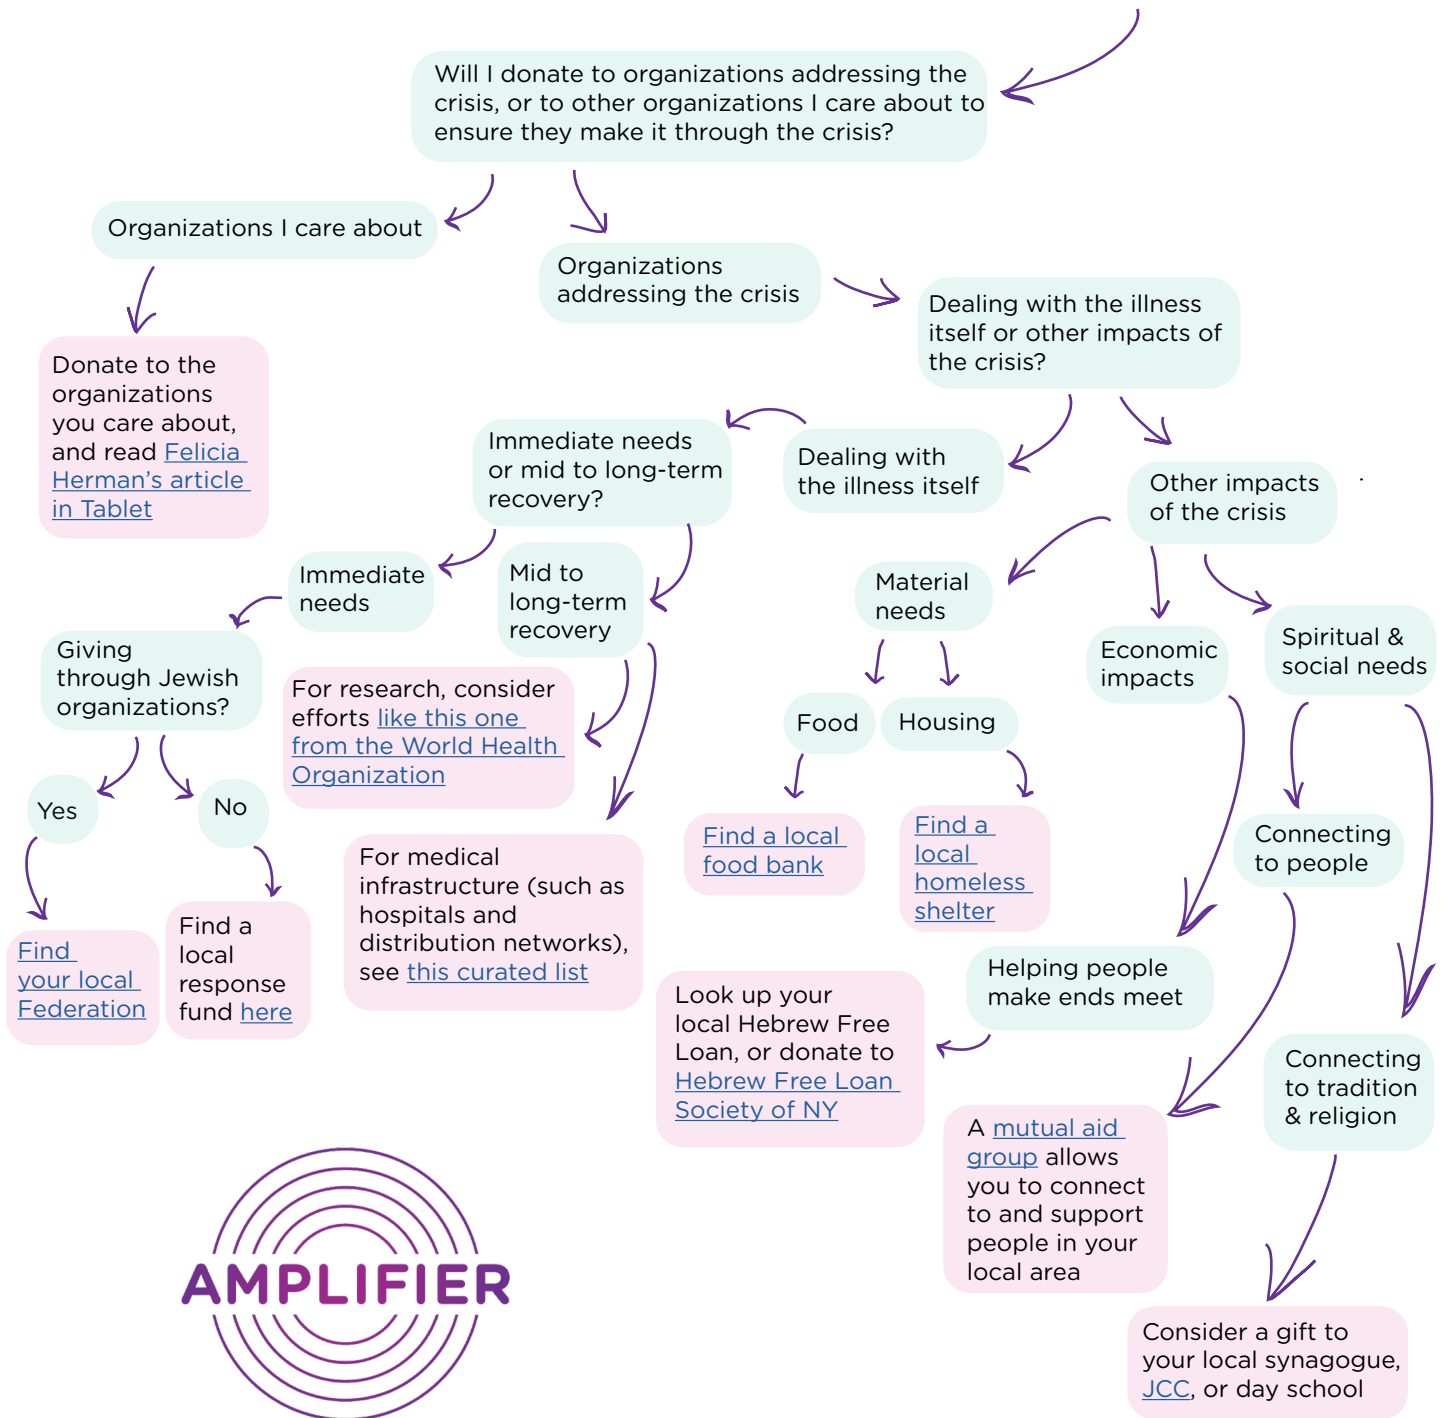 Will I donate to organizations addressing the
crisis, or to other organizations I care about to
ensure they make it through the crisis?
Organizations I care about
Organizations
addressing the crisis
Dealing with the illness
itself or other impacts of
the crisis?
Donate to the
organizations
you care about,
and read Felicia
Herman’s article
in Tablet
Immediate needs
or mid to long-term
recovery?
Dealing with
the illness itself
Other impacts
of the crisis
Immediate
needs
Mid to
long-term
recovery
Material
needs
Economic
impacts
Spiritual &
social needs
Giving
through Jewish
organizations?
For research, consider
efforts like this one
from the World Health
Organization
Food
Housing
Yes
No
Find a local
food bank
Find a
local
homeless
shelter
Connecting
to people
For medical
infrastructure (such as
hospitals and
distribution networks),
see this curated list
Find
your local
Federation
Find a
local
response
fund here
Helping people
make ends meet
Look up your
local Hebrew Free
Loan, or donate to
Hebrew Free Loan
Society of NY
Connecting
to tradition
& religion
A mutual aid
group allows
you to connect
to and support
people in your
local area
AMPLIFIER
Consider a gift to
your local synagogue,
JCC, or day school